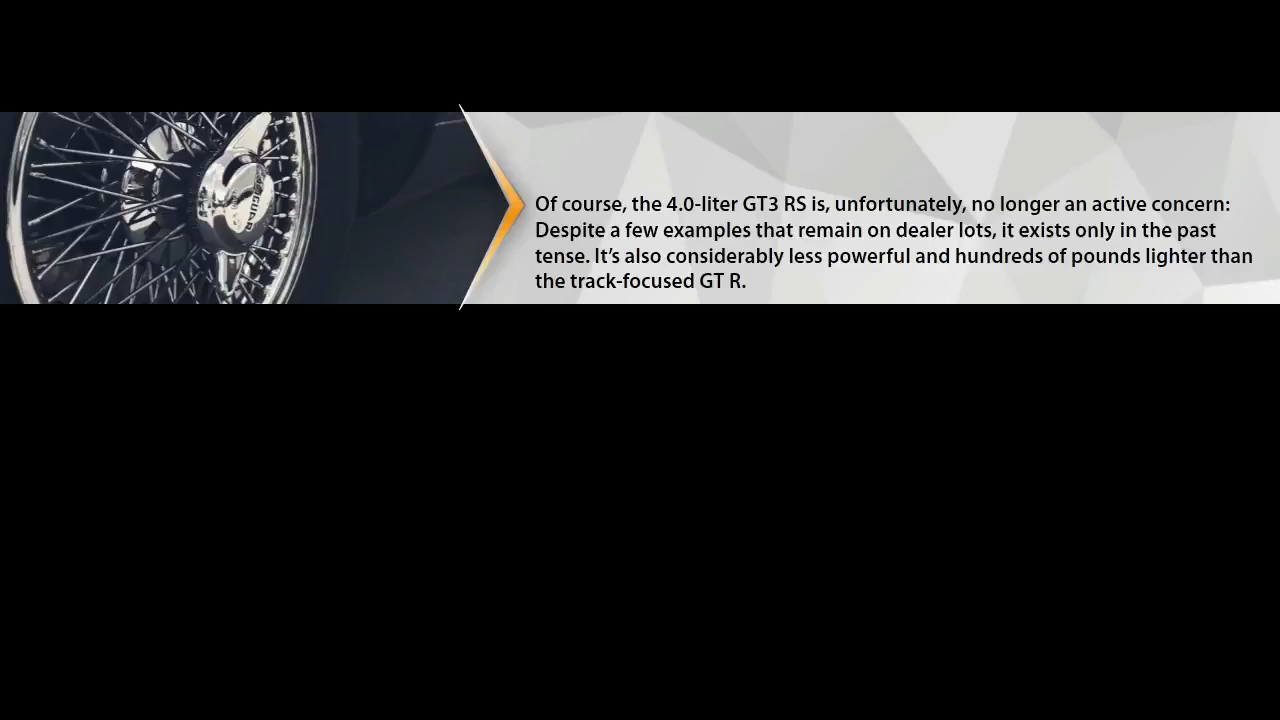 JAGUAR
Of course, the 4.0-liter GT3 RS is, unfortunately, no longer an active concern:
Despite a few examples that remain on dealer lots, it exists only in the past
tense. It’s also considerably less powerful and hundreds of pounds lighter than
the track-focused GT R.